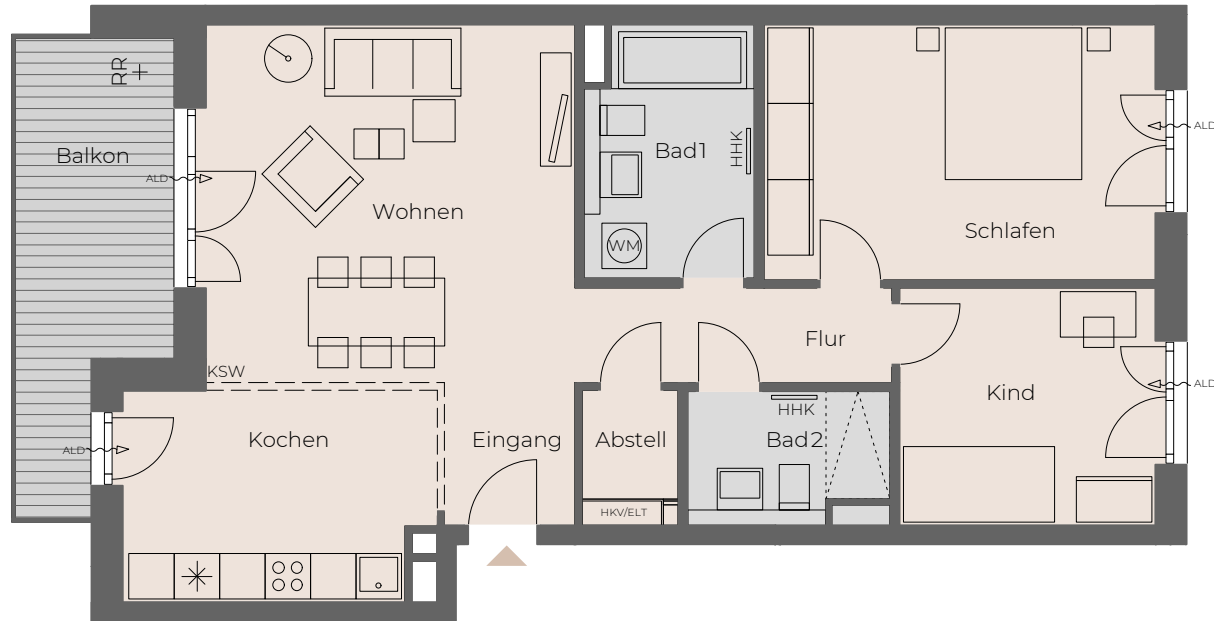 RR
Balkon
ALD
Wohnen
Bad1
HHK
WM
Schlafen
ALD
Flur
KSW
Kochen
ALD
Eingang
Abstell
HKV/ELT
HHK
Bad2
Kind
ALD